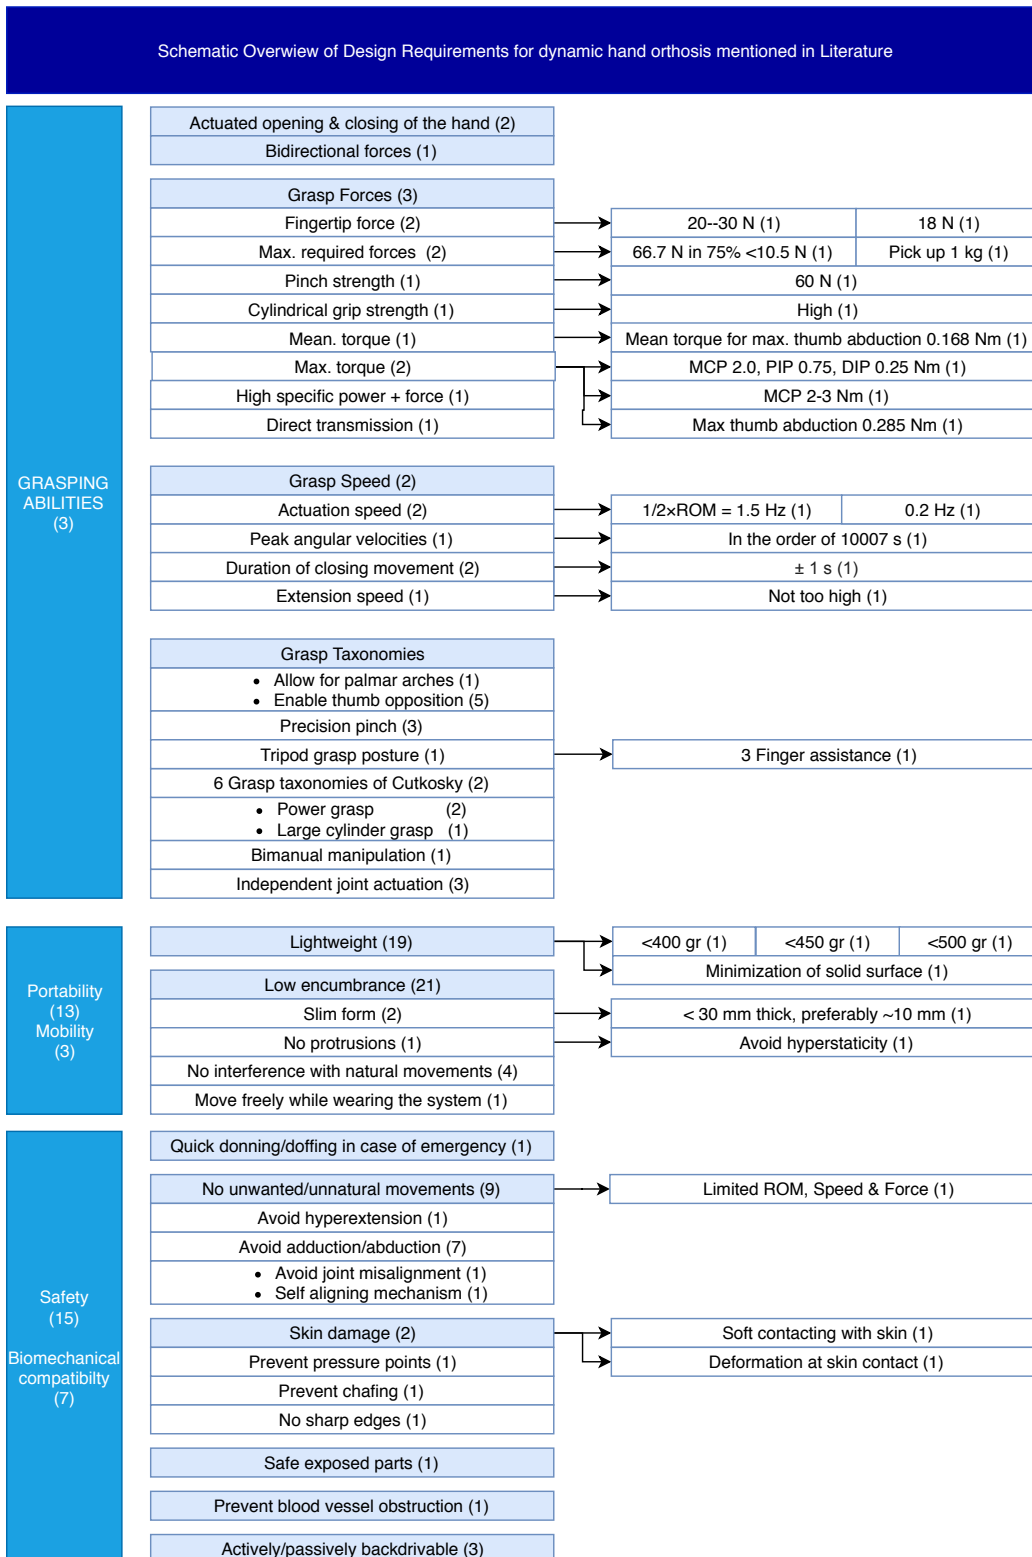 Schematic Overwiew of Design Requirements for dynamic hand orthosis mentioned in Literature
GRASPING
ABILITIES
(3)
Actuated opening & closing of the hand (2)
Bidirectional forces (1)
Grasp Forces (3)
Fingertip force (2)
20--30 N (1)
18 N (1)
Max. required forces (2)
66.7 N in 75% <10.5 N (1)
Pick up 1 kg (1)
Pinch strength (1)
60 N (1)
Cylindrical grip strength (1)
High (1)
Mean. torque (1)
Mean torque for max. thumb abduction 0.168 Nm (1)
Max. torque (2)
MCP 2.0, PIP 0.75, DIP 0.25 Nm (1)
High specific power + force (1)
MCP 2-3 Nm (1)
Direct transmission (1)
Max thumb abduction 0.285 Nm (1)
Grasp Speed (2)
Actuation speed (2)
1/2×ROM = 1.5 Hz (1)
0.2 Hz (1)
Peak angular velocities (1)
In the order of 10007 s (1)
Duration of closing movement (2)
± 1 s (1)
Extension speed (1)
Not too high (1)
Grasp Taxonomies
• Allow for palmar arches (1)
• Enable thumb opposition (5)
Precision pinch (3)
Tripod grasp posture (1)
3 Finger assistance (1)
6 Grasp taxonomies of Cutkosky (2)
• Power grasp (2)
• Large cylinder grasp (1)
Bimanual manipulation (1)
Independent joint actuation (3)
Portability
(13)
Mobility
(3)
Lightweight (19)
<400 gr (1)
<450 gr (1)
<500 gr (1)
Minimization of solid surface (1)
Low encumbrance (21)
Slim form (2)
< 30 mm thick, preferably ~10 mm (1)
No protrusions (1)
Avoid hyperstaticity (1)
No interference with natural movements (4)
Move freely while wearing the system (1)
Safety
(15)
Biomechanical
compatibilty
(7)
Quick donning/doffing in case of emergency (1)
No unwanted/unnatural movements (9)
Limited ROM, Speed & Force (1)
Avoid hyperextension (1)
Avoid adduction/abduction (7)
• Avoid joint misalignment (1)
• Self aligning mechanism (1)
Skin damage (2)
Soft contacting with skin (1)
Prevent pressure points (1)
Deformation at skin contact (1)
Prevent chafing (1)
No sharp edges (1)
Safe exposed parts (1)
Prevent blood vessel obstruction (1)
Actively/passively backdrivable (3)